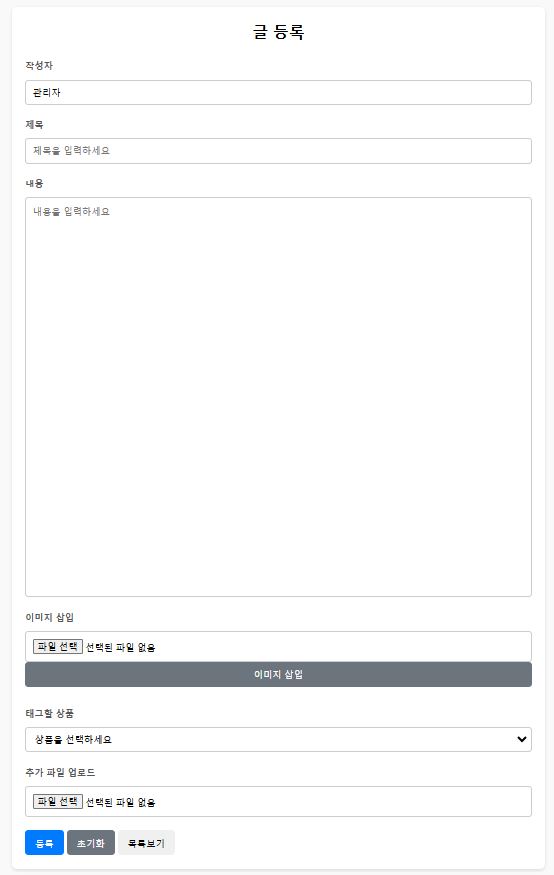 글 등록
작성자
관리자
제목
제목을 입력하세요
내용
내용을 입력하세요
이미지 삽입
파일 선택 선택된 파일 없음
이미지 삽입
태그할 상품
상품을 선택하세요
추가 파일 업로드
파일 선택 선택된 파일 없음
등록 초기화 목록보기